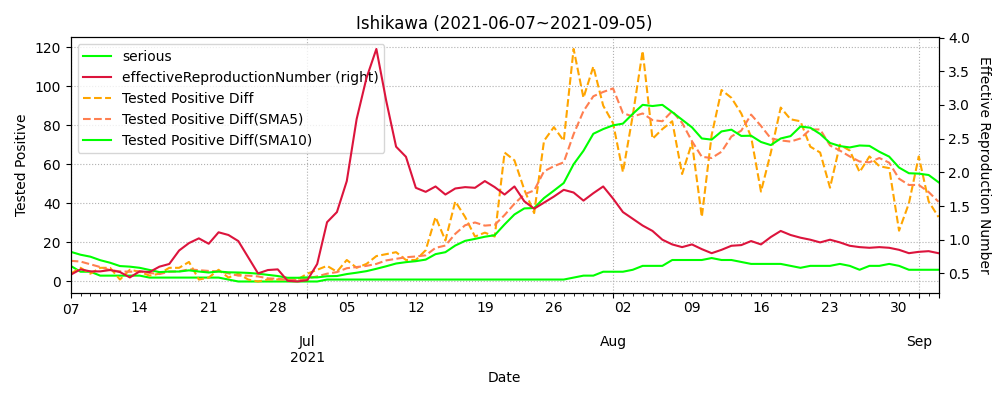 Ishikawa (2021-06-07~2021-09-05)
serious
effectiveReproductionNumber (right)
Tested Positive Diff
Tested Positive Diff(SMA5)
Tested Positive Diff(SMA10)
Tested Positive
120
100
80
60
40
20
0
4.0
3.5
3.0
2.5
2.0
1.5
1.0
0.5
Effective Reproduction Number
07 14 21 28 05 12 19 26 02 09 16 23 30
Jul Aug Sep
2021
Date